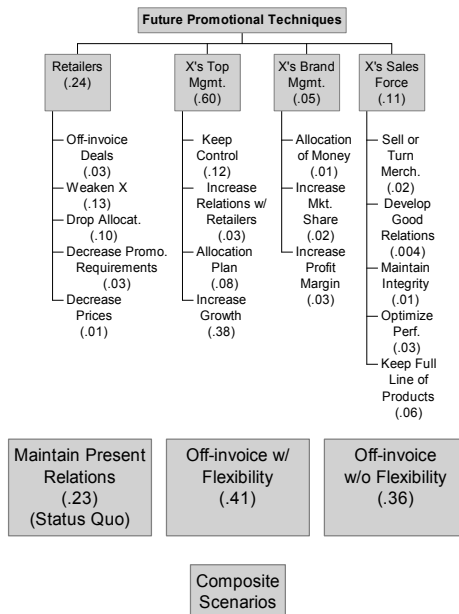 Future Promotional Techniques
Retailers
(.24)
X's Top
Mgmt.
(.60)
X's Brand
Mgmt.
(.05)
X's Sales
Force
(.11)
Off-invoice
Deals
(.03)
Weaken X
(.13)
Drop Allocat.
(.10)
Decrease Promo.
Requirements
(.03)
Decrease
Prices
(.01)
Keep
Control
(.12)
Increase
Relations w/
Retailers
(.03)
Allocation
Plan
(.08)
Increase
Growth
(.38)
Allocation
of Money
(.01)
Increase
Mkt.
Share
(.02)
Increase
Profit
Margin
(.03)
Sell or
Turn
Merch.
(.02)
Develop
Good
Relations
(.004)
Maintain
Integrity
(.01)
Optimize
Perf.
(.03)
Keep Full
Line of
Products
(.06)
Maintain Present
Relations
(.23)
(Status Quo)
Off-invoice w/
Flexibility
(.41)
Off-invoice
w/o Flexibility
(.36)
Composite
Scenarios